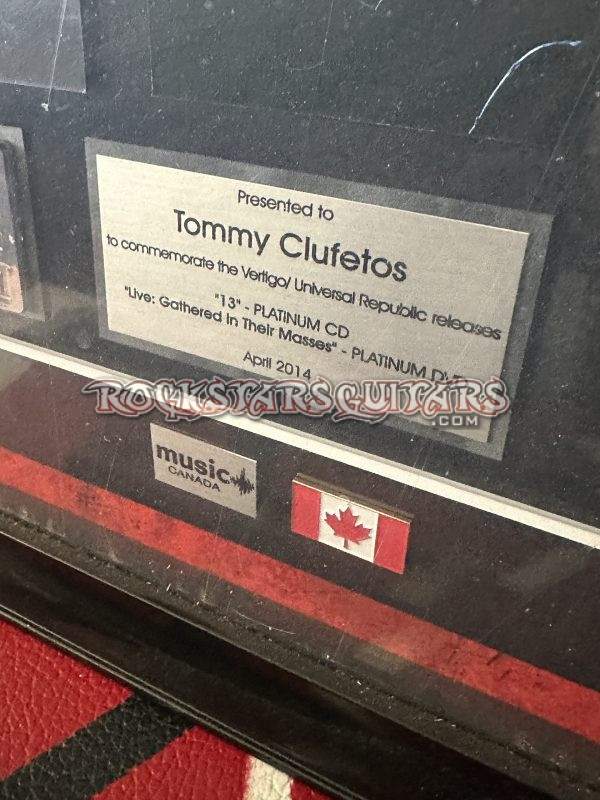 Presented to
Tommy Clufetos
to commemorate the Vertigo/ Universal Republic releases
"13" - PLATINUM CD
"Live: Gathered In Their Masses" - PLATINUM
April 2014
ROCKSTARSGUITARS
.COM
music
CANADA